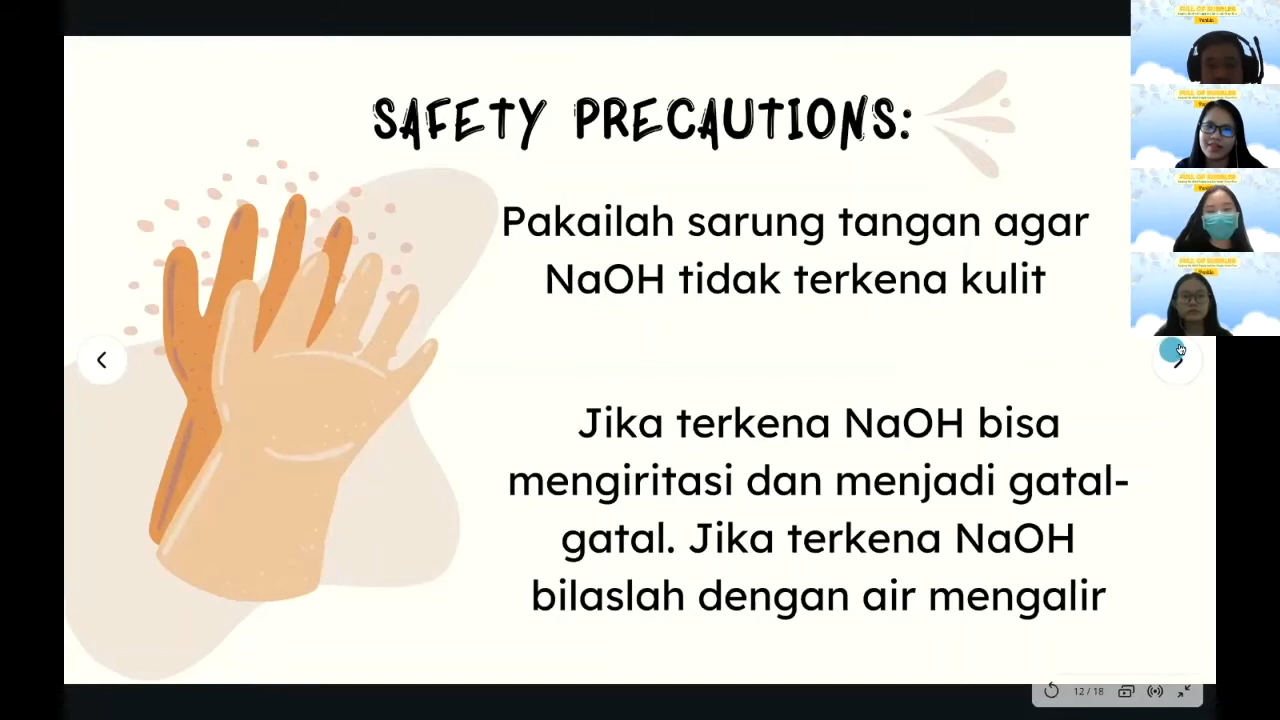 SAFETY PRECAUTIONS:
Pakailah sarung tangan agar
NaOH tidak terkena kulit
Jika terkena NaOH bisa
mengiritasi dan menjadi gatal-
gatal. Jika terkena NaOH
bilaslah dengan air mengalir
12 / 18